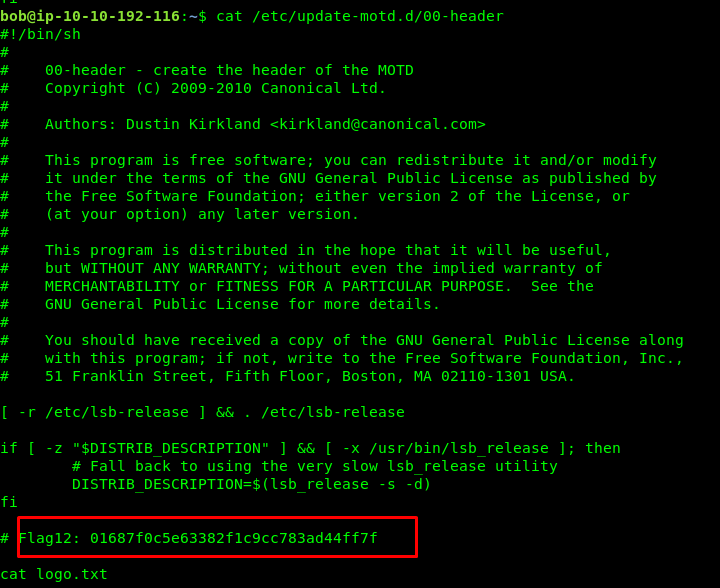 fi
bob@ip-10-10-192-116:~$ cat /etc/update-motd.d/00-header
#!/bin/sh
#
#    00-header - create the header of the MOTD
#    Copyright (C) 2009-2010 Canonical Ltd.
#
#    Authors: Dustin Kirkland <kirkland@canonical.com>
#
#    This program is free software; you can redistribute it and/or modify
#    it under the terms of the GNU General Public License as published by
#    the Free Software Foundation; either version 2 of the License, or
#    (at your option) any later version.
#
#    This program is distributed in the hope that it will be useful,
#    but WITHOUT ANY WARRANTY; without even the implied warranty of
#    MERCHANTABILITY or FITNESS FOR A PARTICULAR PURPOSE.  See the
#    GNU General Public License for more details.
#
#    You should have received a copy of the GNU General Public License along
#    with this program; if not, write to the Free Software Foundation, Inc.,
#    51 Franklin Street, Fifth Floor, Boston, MA 02110-1301 USA.

[ -r /etc/lsb-release ] && . /etc/lsb-release

if [ -z "$DISTRIB_DESCRIPTION" ] && [ -x /usr/bin/lsb_release ]; then
        # Fall back to using the very slow lsb_release utility
        DISTRIB_DESCRIPTION=$(lsb_release -s -d)
fi

# Flag12: 01687f0c5e63382f1c9cc783ad44ff7f

cat logo.txt